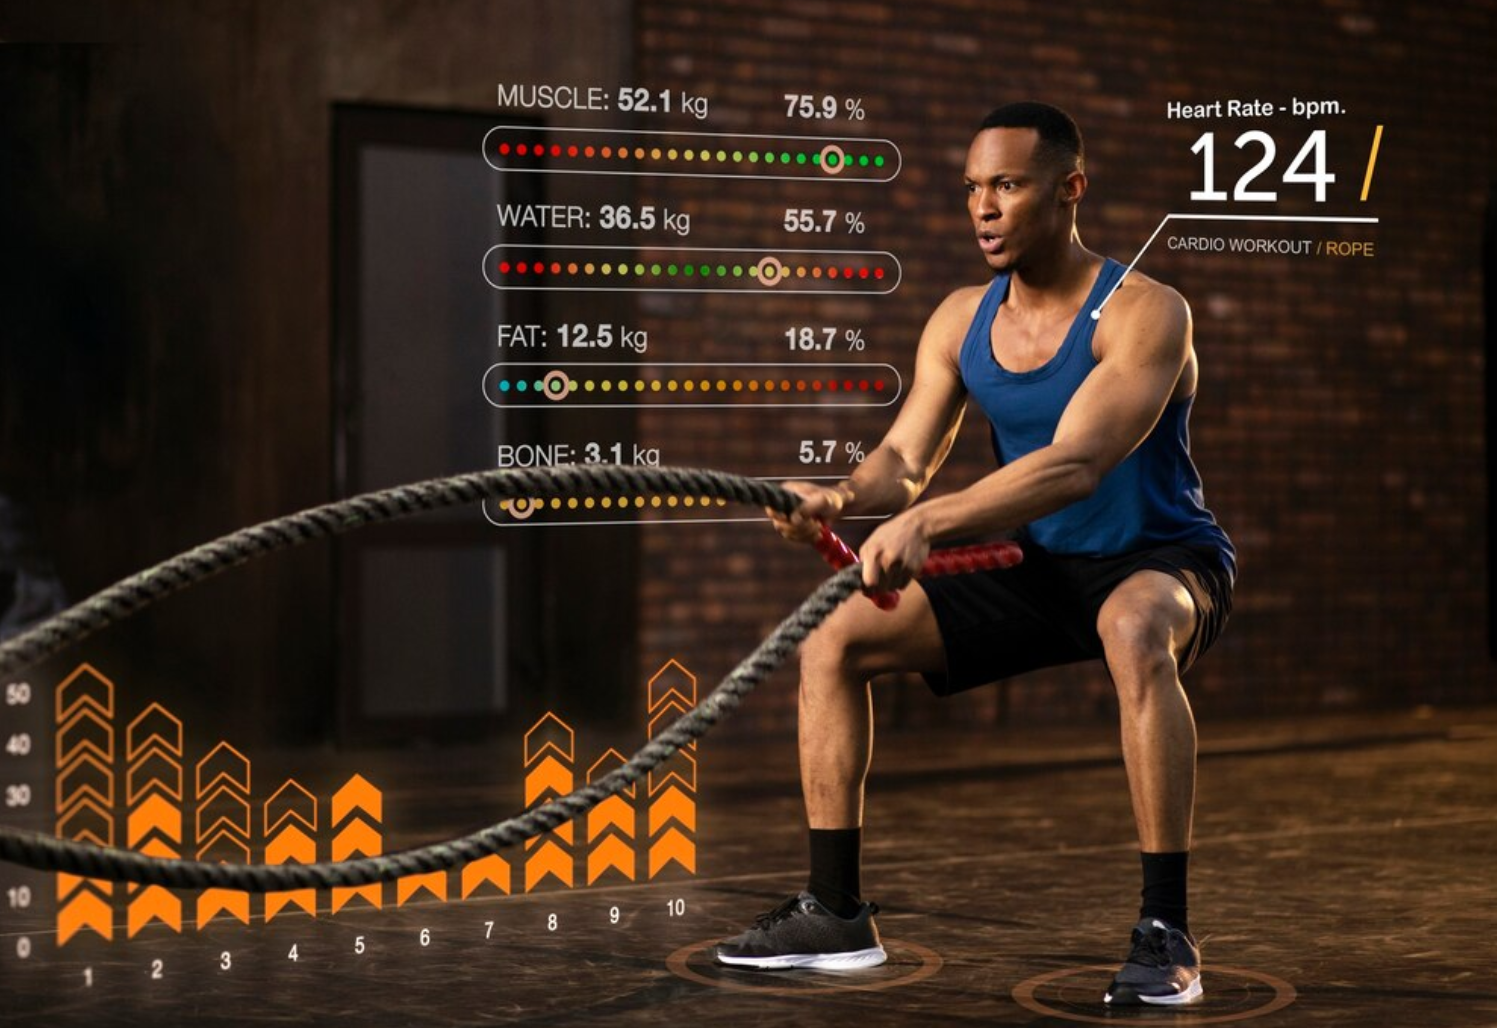 MUSCLE: 52.1 kg 75.9 %
WATER: 36.5 kg 55.7 %
FAT: 12.5 kg 18.7 %
BONE: 3.1 kg 5.7 %
Heart Rate - bpm.
124 /
CARDIO WORKOUT / ROPE
50
40
30
10
0
1 2 3 4 5 6 7 8 9 10